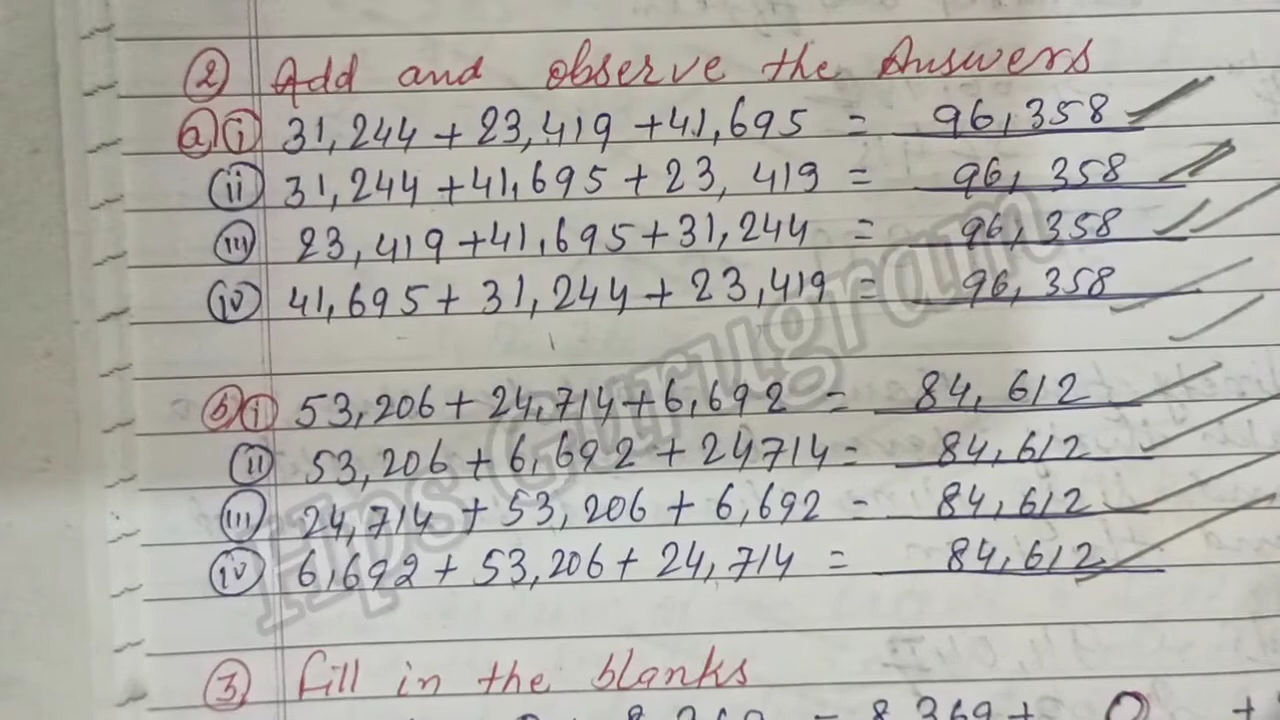 ② Add and observe the Answers
a) (i) 31,244 + 23,419 + 41,695 = 96,358
(ii) 31,244 + 41,695 + 23, 419 = 96, 358
(iii) 23,419 + 41,695 + 31,244 = 96,358
(iv) 41,695 + 31,244 + 23,419 = 96, 358
b) (i) 53,206 + 24,714 + 6,692 = 84,612
(ii) 53,206 + 6,692 + 24714 = 84,612
(iii) 24,714 + 53,206 + 6,692 = 84,612
(iv) 6,692 + 53,206 + 24,714 = 84,612
Hps Gurugram
③ Fill in the blanks
8,369 +